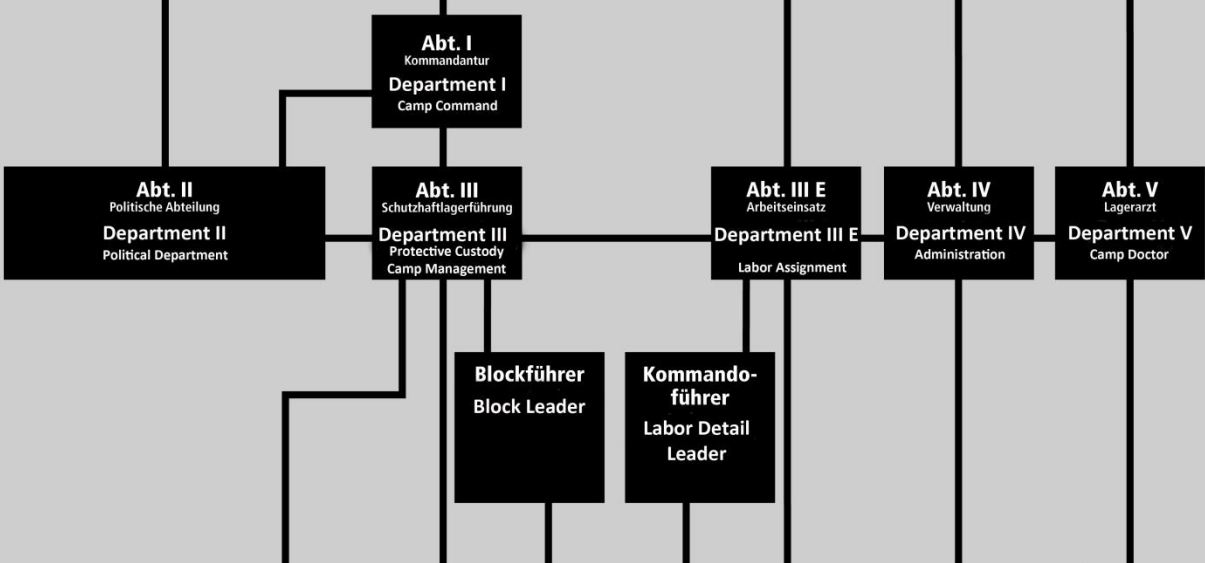 Abt. I
Kommandantur
Department I
Camp Command
Abt. II
Politische Abteilung
Department II
Political Department
Abt. III
Schutzhaftlagerführung
Department III
Protective Custody
Camp Management
Abt. III E
Arbeitseinsatz
Department III E
Labor Assignment
Abt. IV
Verwaltung
Department IV
Administration
Abt. V
Lagerarzt
Department V
Camp Doctor
Blockführer
Block Leader
Kommando-
führer
Labor Detail
Leader